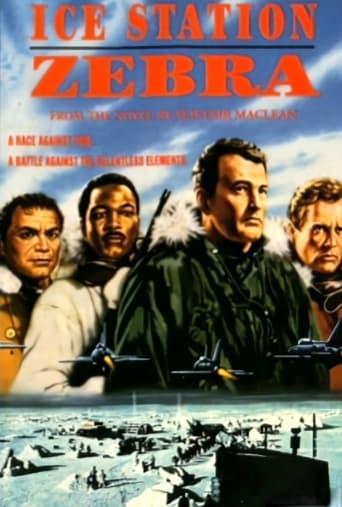 ICE STATION
ZEBRA
FROM THE NOVEL BY ALISTAIR MACLEAN
A RACE AGAINST TIME...
A BATTLE AGAINST THE RELENTLESS ELEMENTS